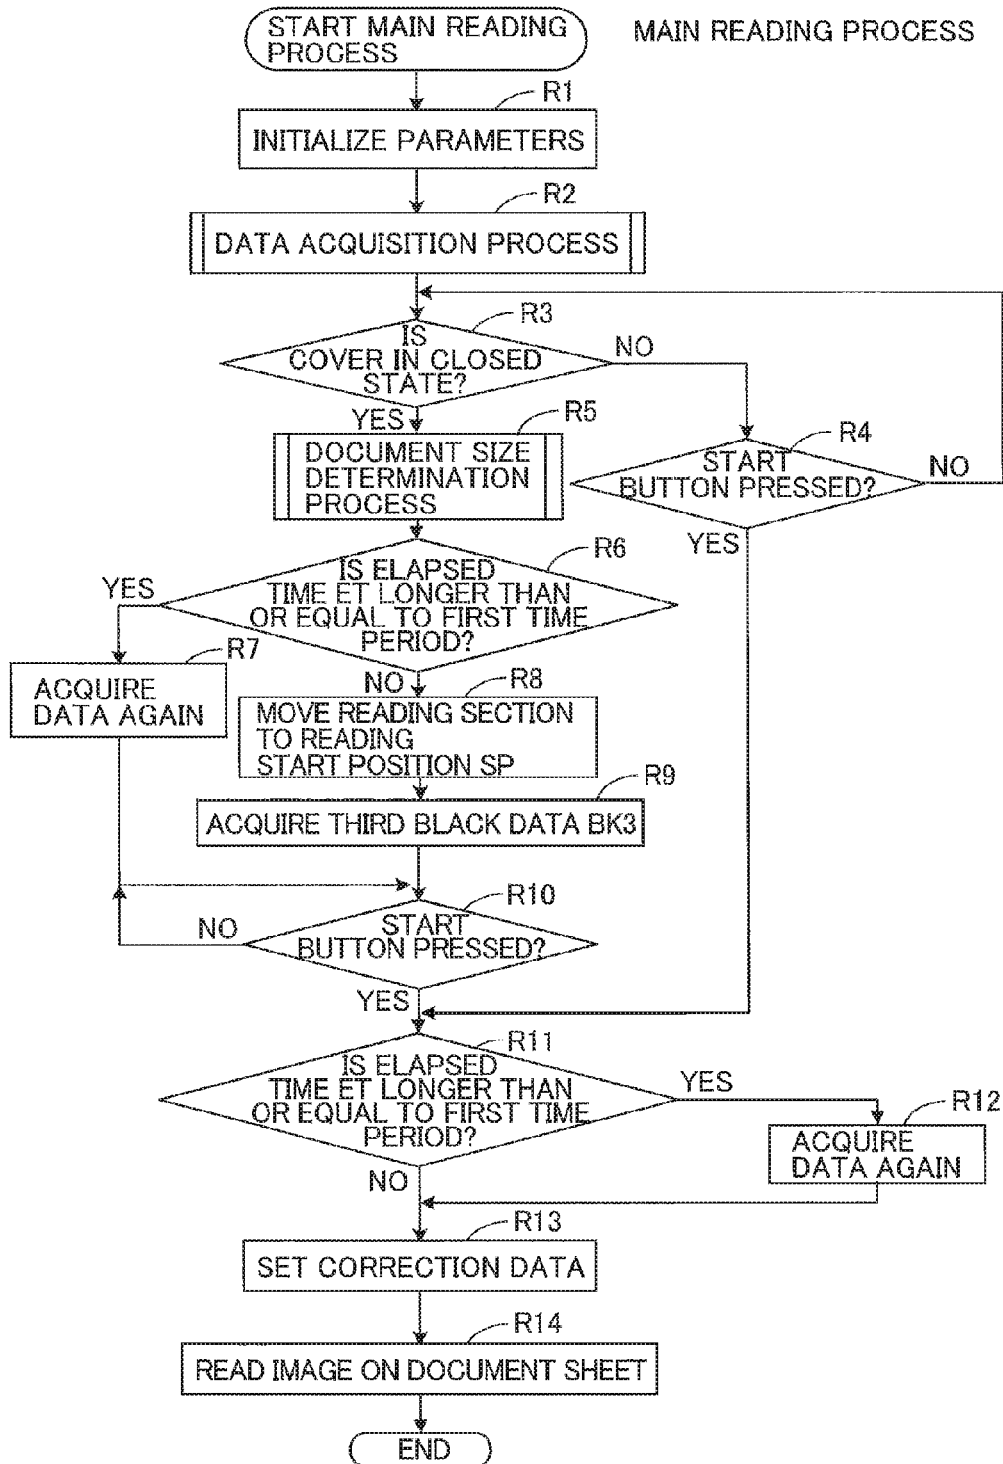 START MAIN READING
PROCESS
MAIN READING PROCESS
R1
INITIALIZE PARAMETERS
R2
DATA ACQUISITION PROCESS
R3
IS
COVER IN CLOSED
STATE?
NO
YES
R5
DOCUMENT SIZE
DETERMINATION
PROCESS
R4
START
BUTTON PRESSED?
NO
YES
R6
IS ELAPSED
TIME ET LONGER THAN
OR EQUAL TO FIRST TIME
PERIOD?
YES
R7
ACQUIRE
DATA AGAIN
NO
R8
MOVE READING SECTION
TO READING
START POSITION SP
R9
ACQUIRE THIRD BLACK DATA BK3
R10
START
BUTTON PRESSED?
NO
YES
R11
IS ELAPSED
TIME ET LONGER THAN
OR EQUAL TO FIRST TIME
PERIOD?
YES
R12
ACQUIRE
DATA AGAIN
NO
R13
SET CORRECTION DATA
R14
READ IMAGE ON DOCUMENT SHEET
END